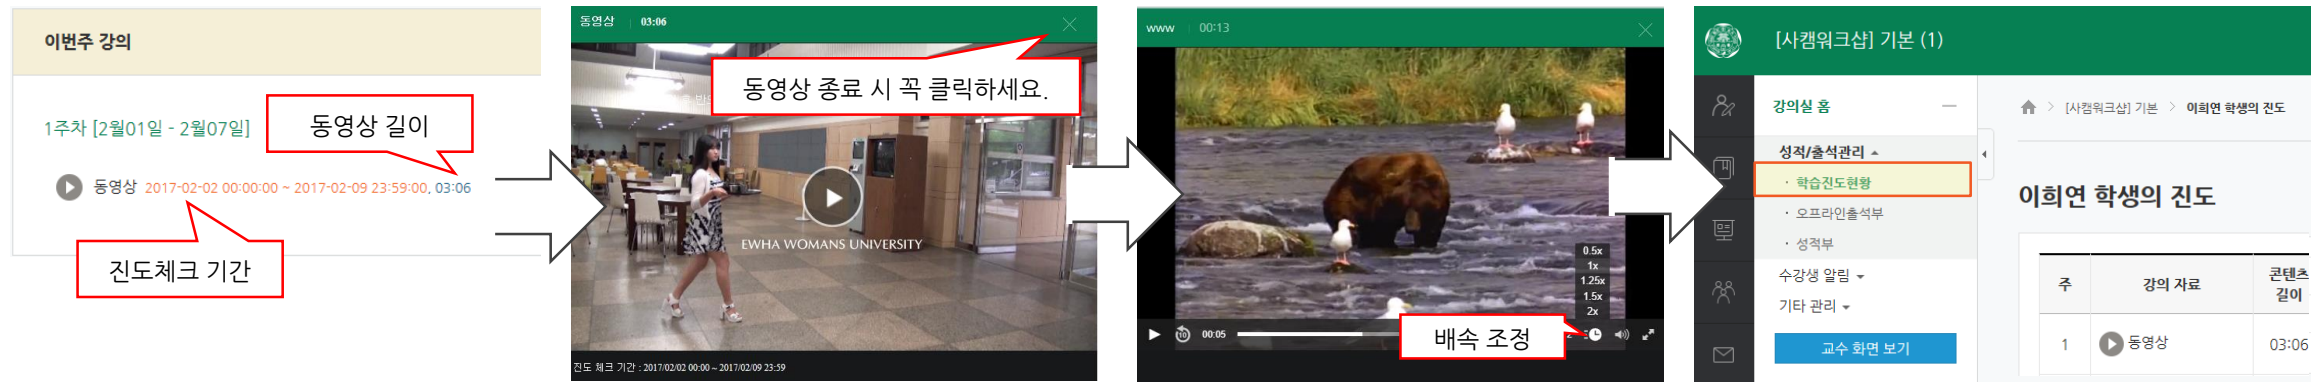 이번주 강의
1주차 [2월01일 - 2월07일]
동영상 길이
동영상 2017-02-02 00:00:00 ~ 2017-02-09 23:59:00, 03:06
진도체크 기간
동영상 03:06
동영상 종료 시 꼭 클릭하세요.
EWHA WOMANS UNIVERSITY
진도 체크 기간 : 2017/02/02 00:00 ~ 2017/02/09 23:59
www 00:13
0.5x
1x
1.25x
1.5x
2x
10
00:05
배속 조정
[사캠워크샵] 기본 (1)
강의실 홈
성적/출석관리
· 학습진도현황
· 오프라인출석부
· 성적부
수강생 알림
기타 관리
교수 화면 보기
[사캠워크샵] 기본 > 이희연 학생의 진도
이희연 학생의 진도
주 강의 자료 콘텐츠
길이
1 동영상 03:06